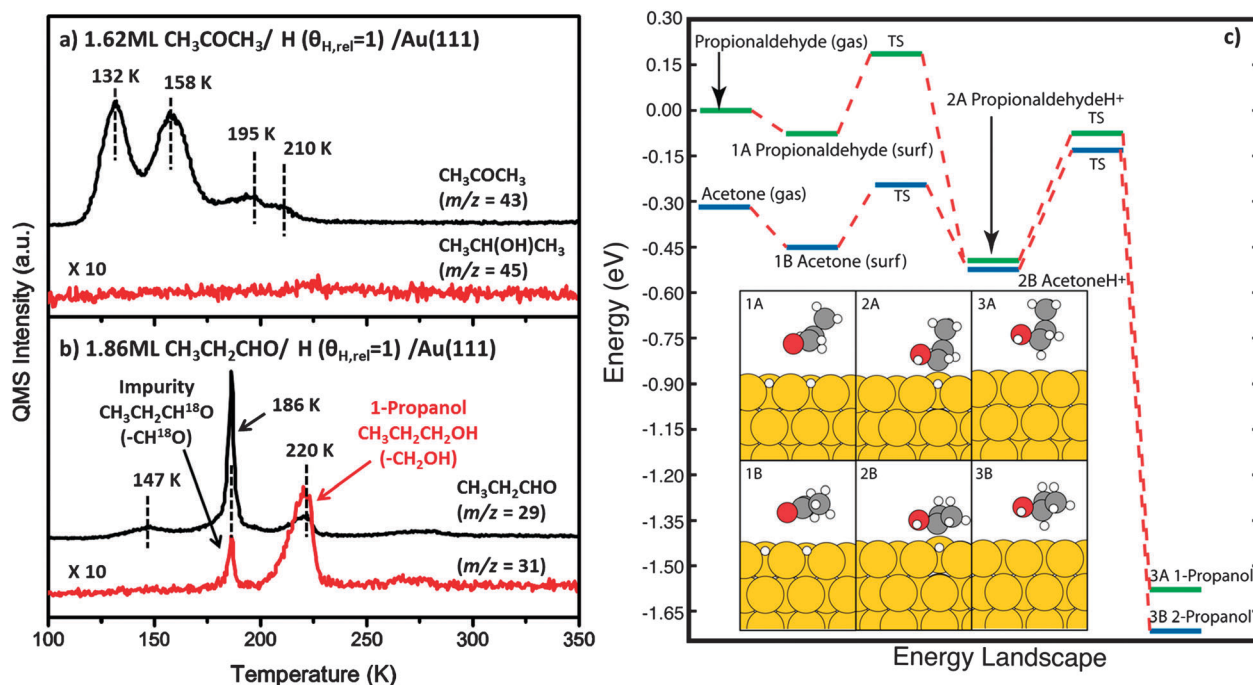 a) 1.62ML CH₃COCH₃/ H (θH,rel=1) /Au(111)
132 K
158 K
195 K
210 K
CH₃COCH₃
(m/z = 43)
CH₃CH(OH)CH₃
(m/z = 45)
X 10
b) 1.86ML CH₃CH₂CHO/ H (θH,rel=1) /Au(111)
Impurity
CH₃CH₂CH¹⁸O
(-CH¹⁸O)
186 K
1-Propanol
CH₃CH₂CH₂OH
(-CH₂OH)
147 K
220 K
CH₃CH₂CHO
(m/z = 29)
X 10
(m/z = 31)
100
150
200
250
300
350
Temperature (K)
QMS Intensity (a.u.)
c)
0.30
0.15
0.00
-0.15
-0.30
-0.45
-0.60
-0.75
-0.90
-1.05
-1.20
-1.35
-1.50
-1.65
Energy (eV)
Propionaldehyde (gas)
TS
2A PropionaldehydeH⁺
TS
1A Propionaldehyde (surf)
TS
Acetone (gas)
TS
1B Acetone (surf)
2B AcetoneH⁺
1A
2A
3A
1B
2B
3B
3A 1-Propanol
3B 2-Propanol
Energy Landscape